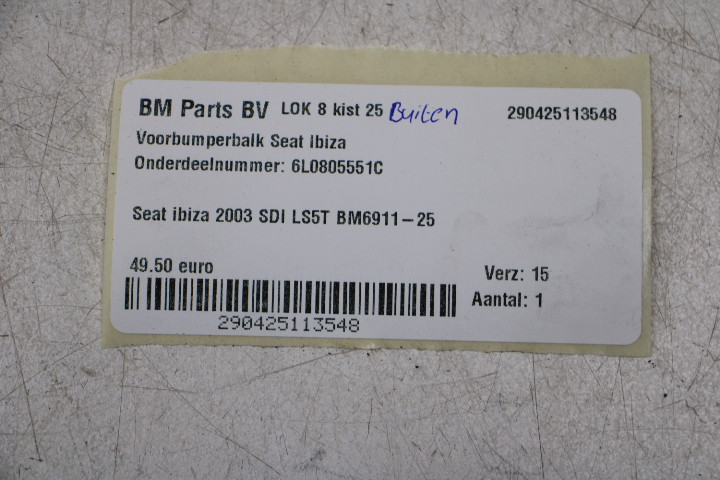 BM Parts BV LOK 8 kist 25 Buiten 290425113548
Voorbumperbalk Seat Ibiza
Onderdeelnummer: 6L0805551C
Seat ibiza 2003 SDI LS5T BM6911-25
49.50 euro Verz: 15
Aantal: 1
290425113548